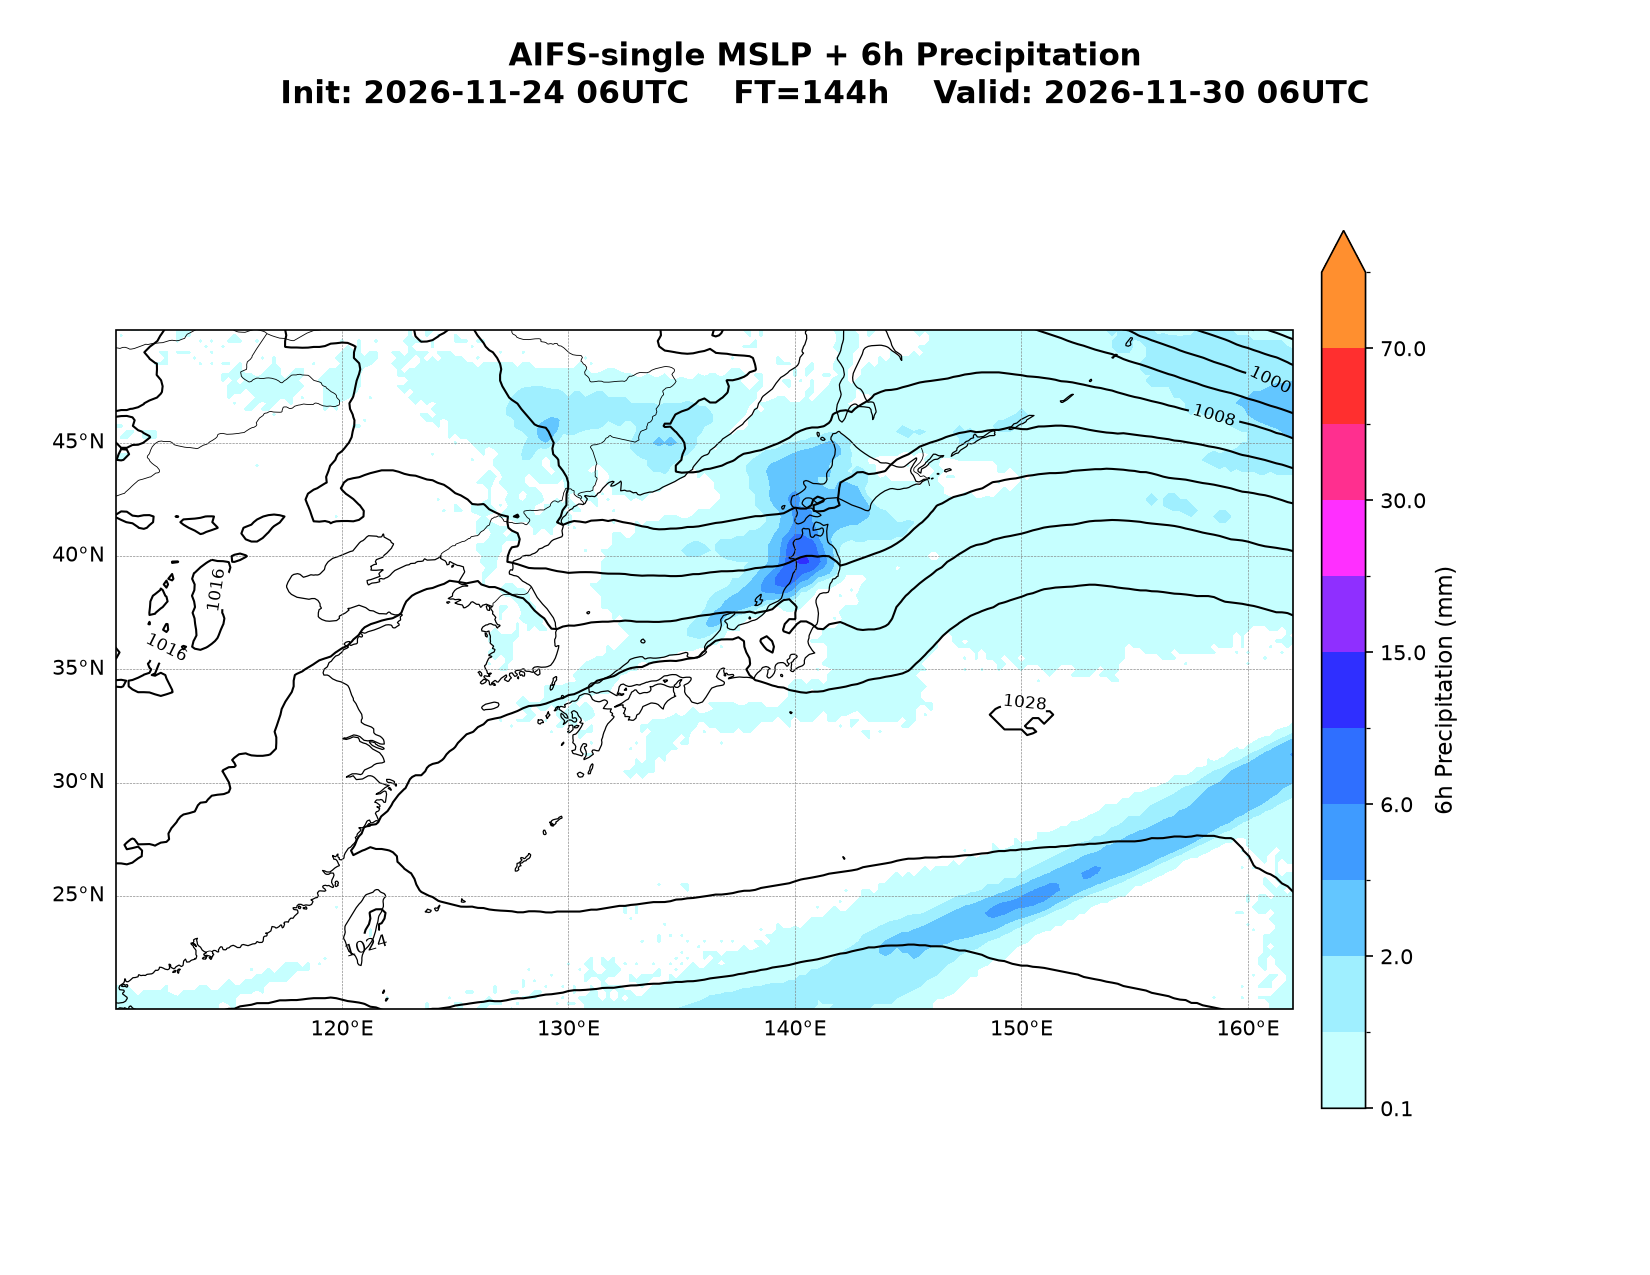 AIFS-single MSLP + 6h Precipitation
Init: 2026-11-24 06UTC    FT=144h    Valid: 2026-11-30 06UTC
1000
1008
1016
1016
1028
1024
45°N
40°N
35°N
30°N
25°N
120°E
130°E
140°E
150°E
160°E
70.0
30.0
15.0
6.0
2.0
0.1
6h Precipitation (mm)